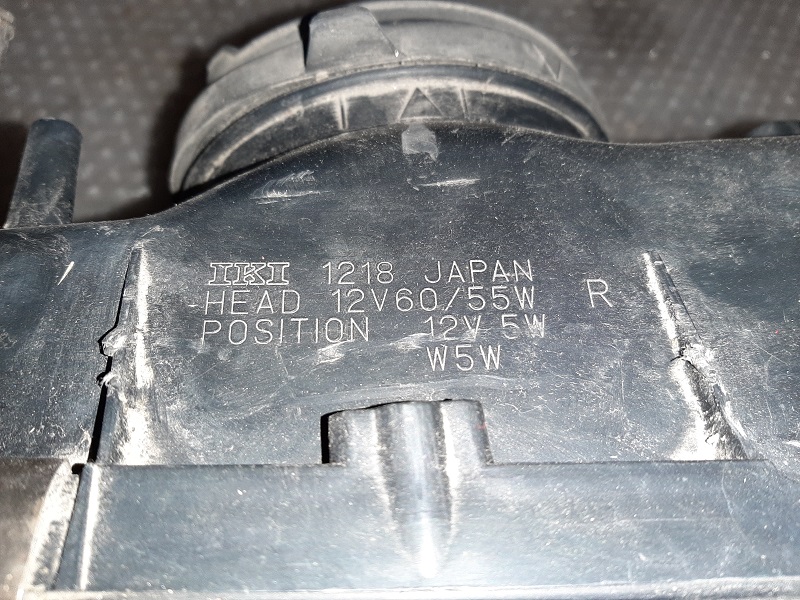 IKI 1218 JAPAN
HEAD 12V60/55W R
POSITION 12V 5W
W5W